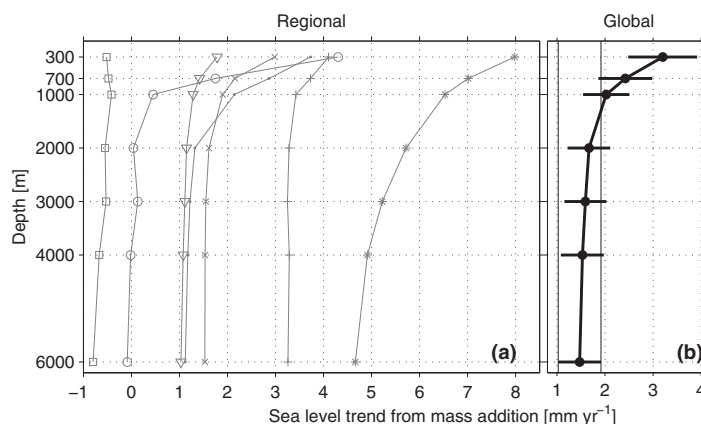 Regional
Global
Depth [m]
300
700
1000
2000
3000
4000
6000
(a)
(b)
−1 0 1 2 3 4 5 6 7 8
0 1 2 3 4
Sea level trend from mass addition [mm yr⁻¹]